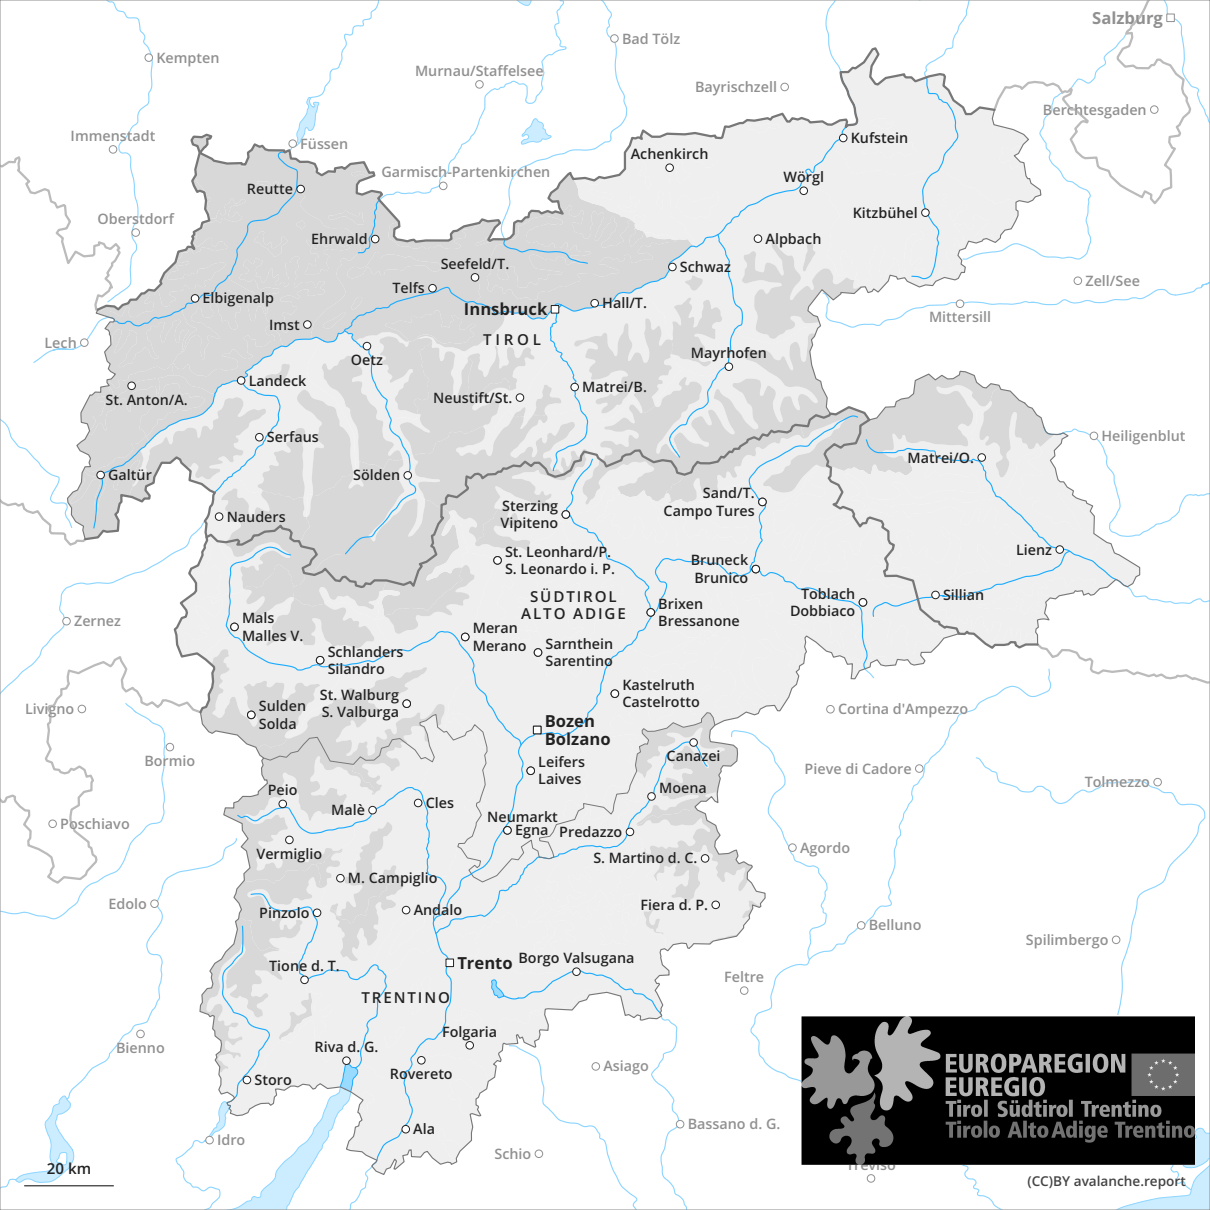 Salzburg
Kempten
Bad Tölz
Murnau/Staffelsee
Bayrischzell
Berchtesgaden
Immenstadt
Füssen
Kufstein
Achenkirch
Garmisch-Partenkirchen
Wörgl
Reutte
Oberstdorf
Kitzbühel
Ehrwald
Alpbach
Seefeld/T.
Schwaz
Zell/See
Telfs
Elbigenalp
Hall/T.
Innsbruck
Mittersill
Imst
TIROL
Lech
Oetz
Mayrhofen
Landeck
Matrei/B.
St. Anton/A.
Neustift/St.
Serfaus
Heiligenblut
Matrei/O.
Galtür
Sölden
Sand/T.
Campo Tures
Sterzing
Vipiteno
Nauders
St. Leonhard/P.
S. Leonardo i. P.
Lienz
Bruneck
Brunico
SÜDTIROL
ALTO ADIGE
Toblach
Dobbiaco
Sillian
Brixen
Bressanone
Zernez
Mals
Malles V.
Meran
Merano
Sarnthein
Sarentino
Schlanders
Silandro
Kastelruth
Castelrotto
St. Walburg
S. Valburga
Sulden
Solda
Livigno
Cortina d'Ampezzo
Bozen
Bolzano
Bormio
Canazei
Leifers
Laives
Pieve di Cadore
Tolmezzo
Peio
Moena
Malè
Cles
Neumarkt
Egna
Predazzo
Poschiavo
Vermiglio
S. Martino d. C.
Agordo
M. Campiglio
Edolo
Pinzolo
Andalo
Fiera d. P.
Belluno
Spilimbergo
Trento
Borgo Valsugana
Tione d. T.
Feltre
TRENTINO
Folgaria
Bienno
Riva d. G.
Rovereto
Asiago
Storo
EUROPAREGION
EUREGIO
Tirol Südtirol Trentino
Tirolo Alto Adige Trentino
Ala
Bassano d. G.
Idro
Schio
Treviso
20 km
(CC)BY avalanche.report